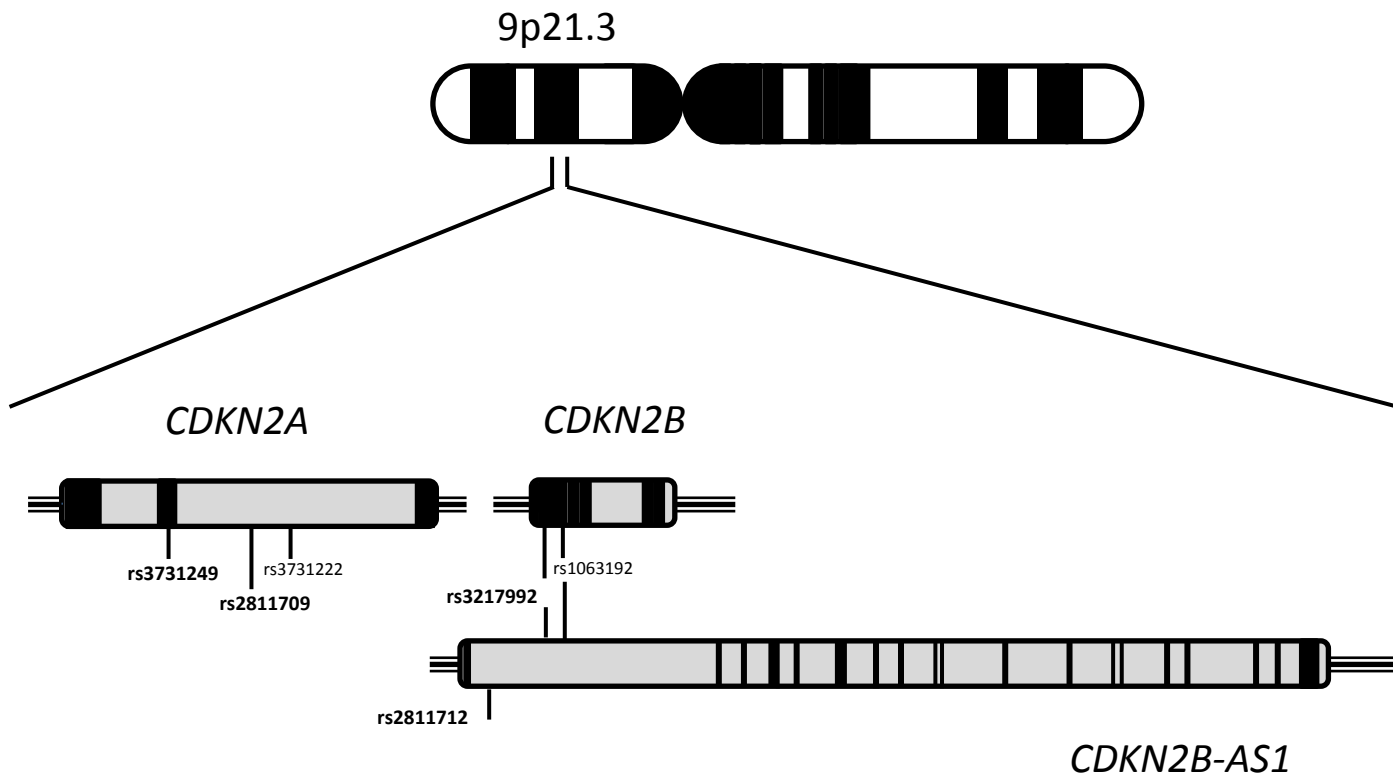 9p21.3
CDKN2A
CDKN2B
rs3731249
rs3731222
rs1063192
rs2811709
rs3217992
rs2811712
CDKN2B-AS1